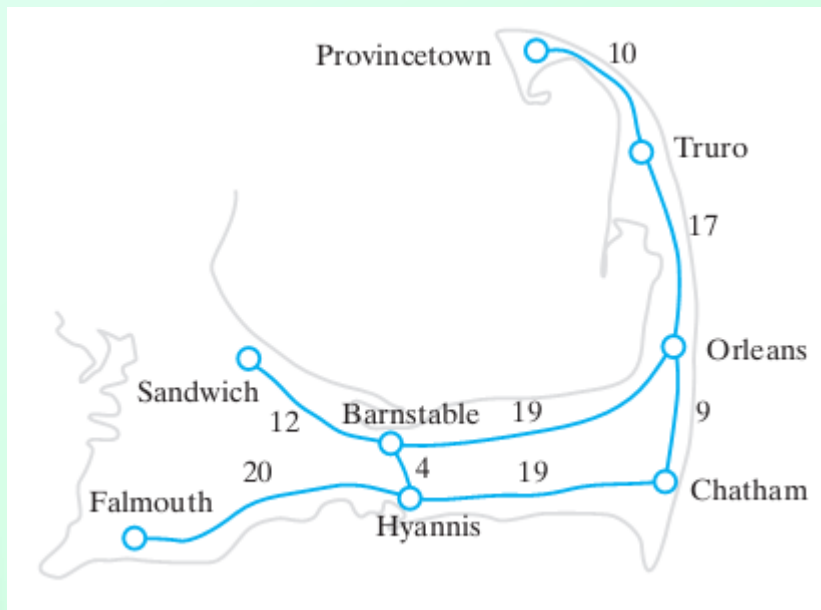 Provincetown
10
Truro
17
Orleans
Sandwich
12
Barnstable
19
9
20
4
19
Falmouth
Hyannis
Chatham